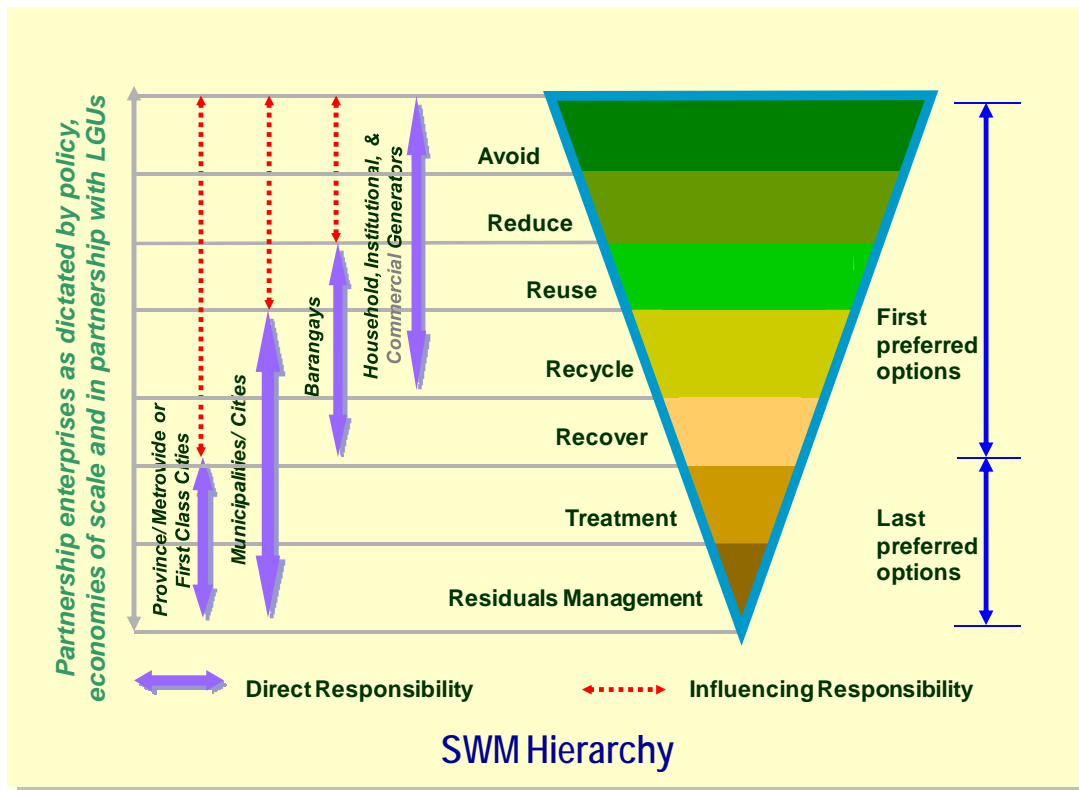 Partnership enterprises as dictated by policy,
economies of scale and in partnership with LGUs
Province/ Metrowide or
First Class Cities
Municipalities/ Cities
Barangays
Household, Institutional, &
Commercial Generators
Avoid
Reduce
Reuse
Recycle
Recover
Treatment
Residuals Management
First
preferred
options
Last
preferred
options
Direct Responsibility
Influencing Responsibility
SWM Hierarchy